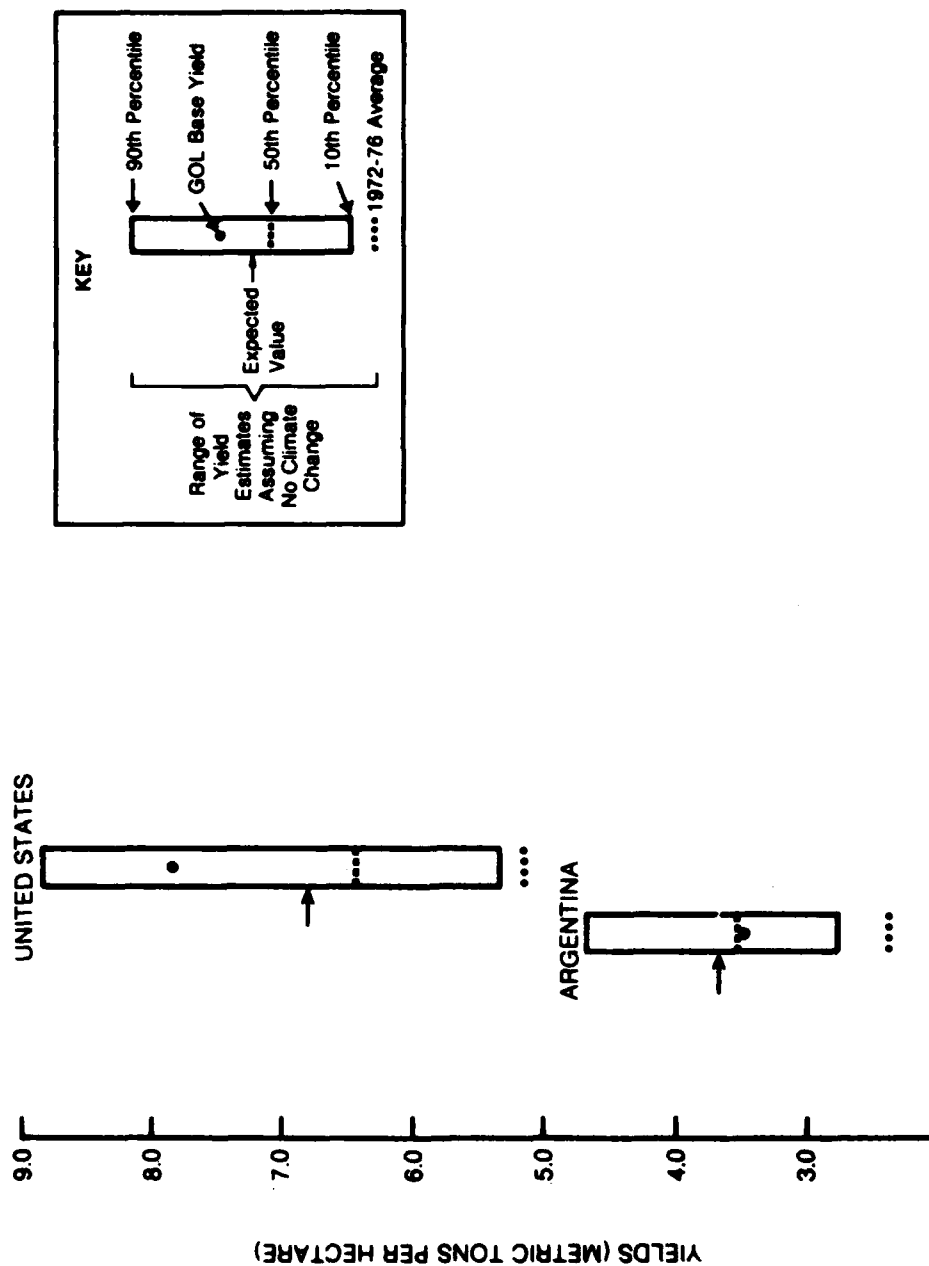 KEY
Range of
Yield
Estimates
Assuming
No Climate
Change
Expected
Value
90th Percentile
GOL Base Yield
50th Percentile
10th Percentile
1972-76 Average
UNITED STATES
ARGENTINA
YIELDS (METRIC TONS PER HECTARE)
9.0
8.0
7.0
6.0
5.0
4.0
3.0